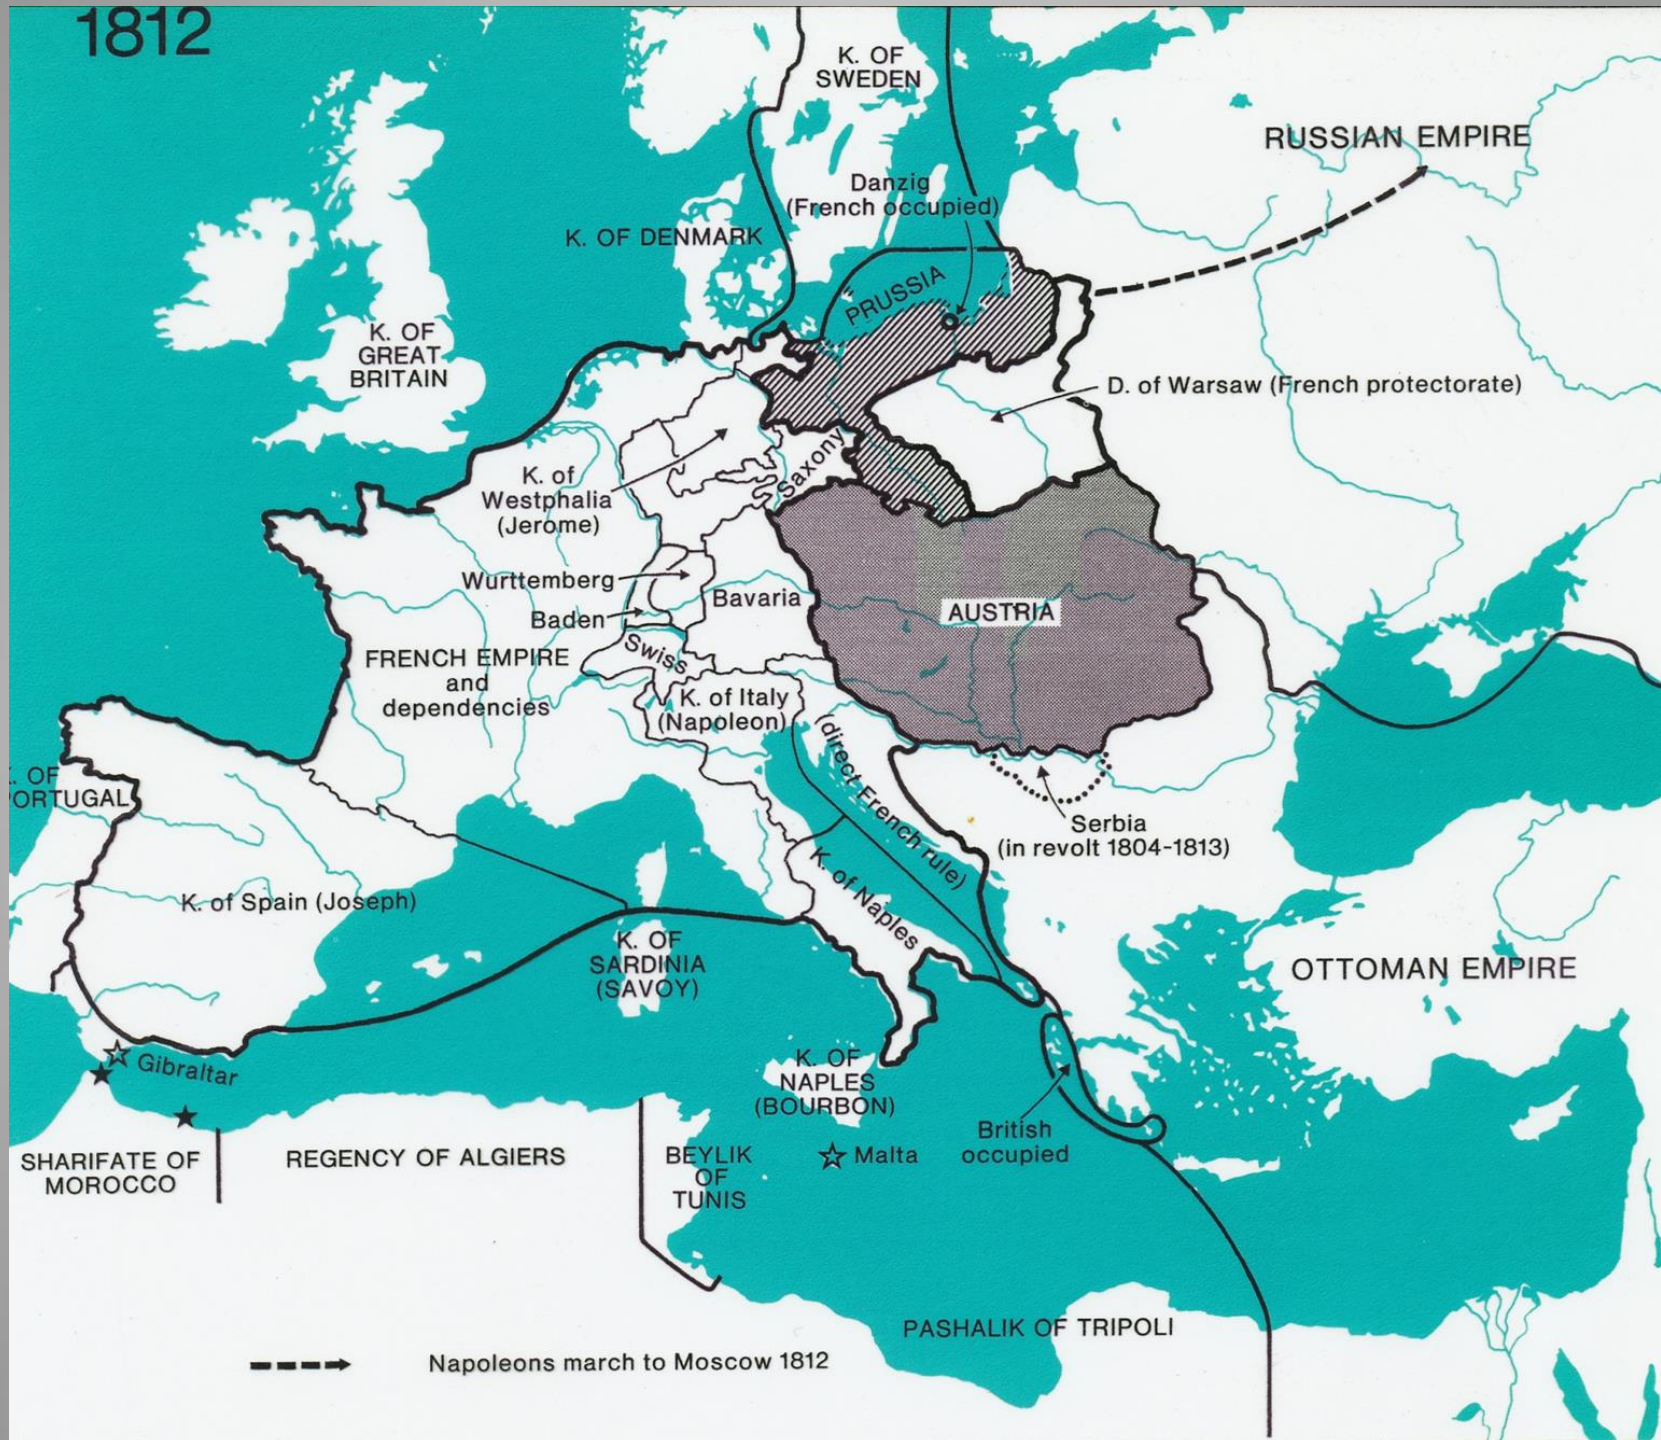 1812
K. OF
SWEDEN
RUSSIAN EMPIRE
Danzig
(French occupied)
K. OF DENMARK
PRUSSIA
K. OF
GREAT
BRITAIN
D. of Warsaw (French protectorate)
Saxony
K. of
Westphalia
(Jerome)
Wurttemberg
Baden
Bavaria
AUSTRIA
Swiss
FRENCH EMPIRE
and
dependencies
K. of Italy
(Napoleon)
(direct French rule)
. OF
ORTUGAL
Serbia
(in revolt 1804-1813)
K. of Spain (Joseph)
K. of Naples
K. OF
SARDINIA
(SAVOY)
OTTOMAN EMPIRE
Gibraltar
K. OF
NAPLES
(BOURBON)
British
occupied
Malta
SHARIFATE OF
MOROCCO
REGENCY OF ALGIERS
BEYLIK
OF
TUNIS
PASHALIK OF TRIPOLI
Napoleons march to Moscow 1812